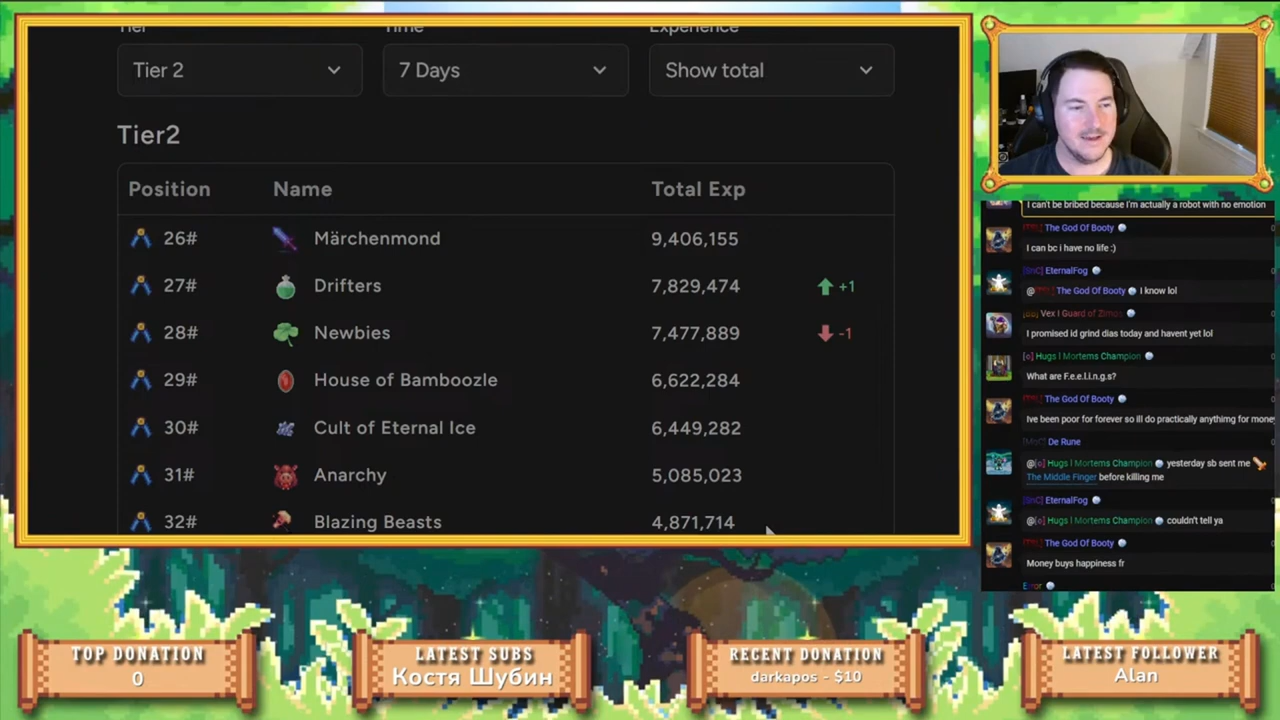 Tier
Time
Experience
Tier 2
7 Days
Show total
Tier2
Position Name Total Exp
26# Märchenmond 9,406,155
27# Drifters 7,829,474 +1
28# Newbies 7,477,889 -1
29# House of Bamboozle 6,622,284
30# Cult of Eternal Ice 6,449,282
31# Anarchy 5,085,023
32# Blazing Beasts 4,871,714
I can't be bribed because I'm actually a robot with no emotion
The God Of Booty
I can bc i have no life :)
EternalFog
@ The God Of Booty I know lol
Vex I Guard of Zimos
I promised id grind dias today and havent yet lol
[o] Hugs I Mortems Champion
What are F.e.e.l.i.n.g.s?
The God Of Booty
Ive been poor for forever so ill do practically anythimg for money
De Rune
@[o] Hugs I Mortems Champion yesterday sb sent me
The Middle Finger before killing me
EternalFog
@[o] Hugs I Mortems Champion couldn't tell ya
The God Of Booty
Money buys happiness fr
TOP DONATION
0
LATEST SUBS
Костя Шубин
RECENT DONATION
darkapos - $10
LATEST FOLLOWER
Alan